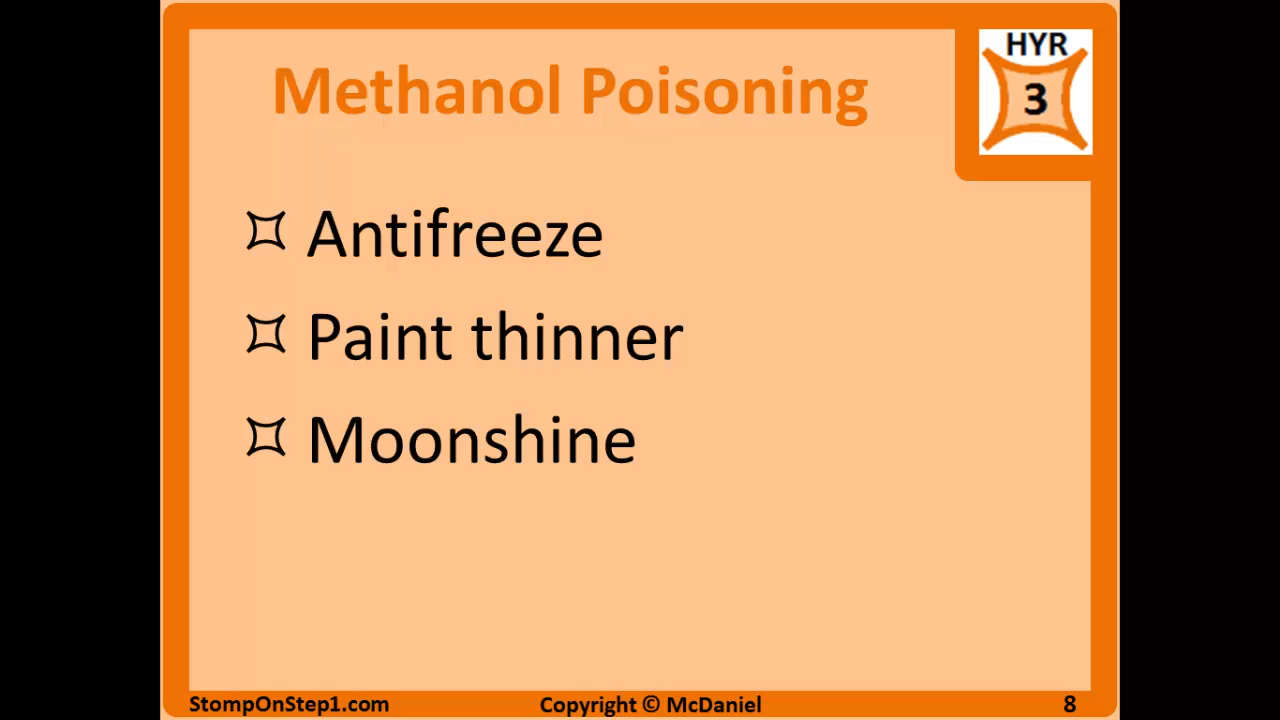 HYR
3
Methanol Poisoning
Antifreeze
Paint thinner
Moonshine
StompOnStep1.com
Copyright © McDaniel
8